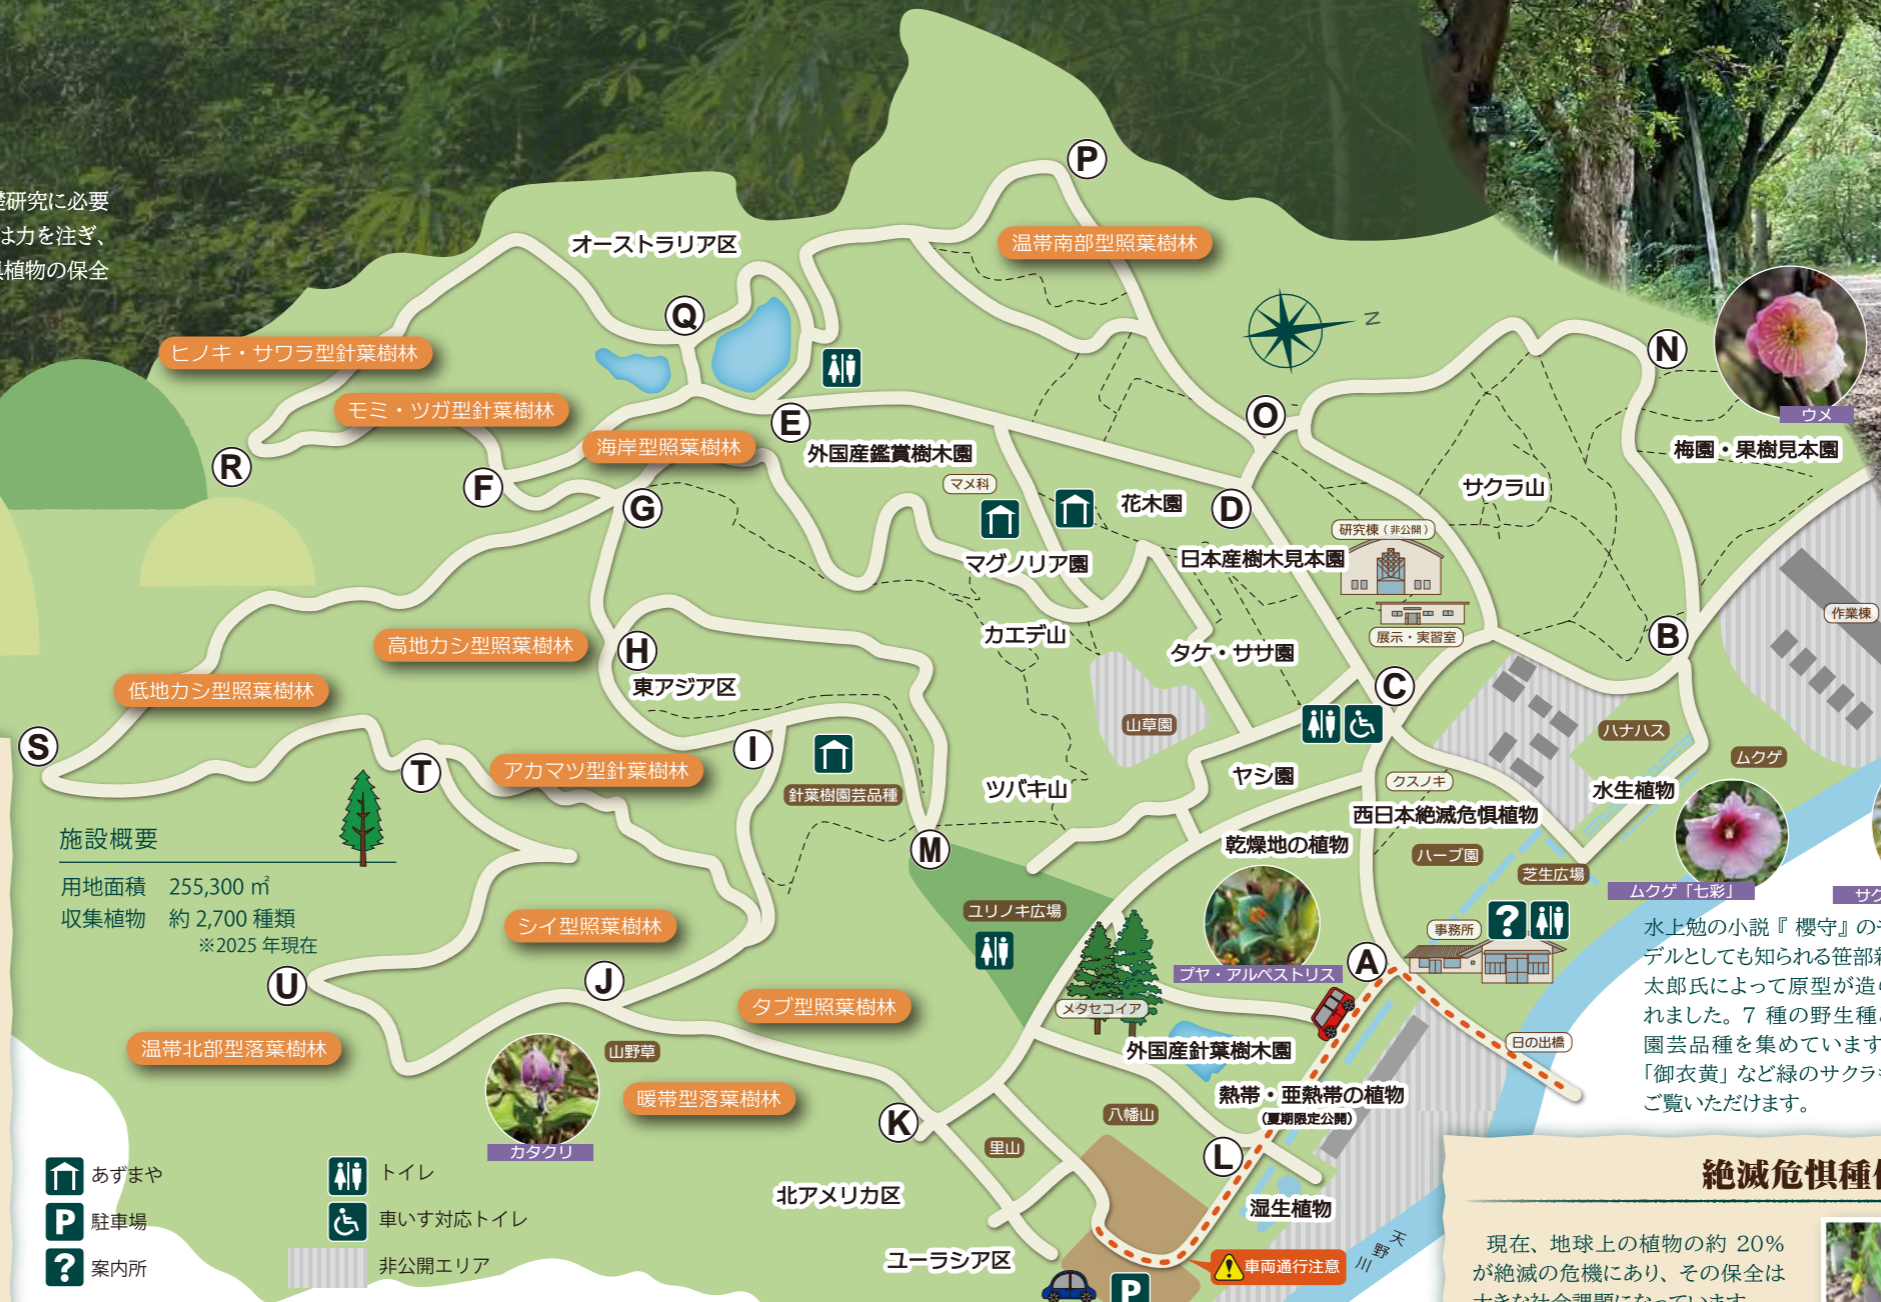 礎研究に必要
は力を注ぎ、
植物の保全
P
オーストラリア区
温帯南部型照葉樹林
Q
N
ヒノキ・サワラ型針葉樹林
モミ・ツガ型針葉樹林
N
ウメ
O
E
海岸型照葉樹林
外国産鑑賞樹木園
梅園・果樹見本園
R
F
マメ科
サクラ山
G
花木園
D
研究棟（非公開）
マグノリア園
日本産樹木見本園
作業棟
高地カシ型照葉樹林
H
カエデ山
展示・実習室
B
タケ・ササ園
東アジア区
C
低地カシ型照葉樹林
山草園
ハナハス
S
I
ムクゲ
T
アカマツ型針葉樹林
ヤシ園
クスノキ
針葉樹園芸品種
ツバキ山
水生植物
西日本絶滅危惧植物
施設概要
M
乾燥地の植物
ハーブ園
芝生広場
用地面積 255,300 ㎡
収集植物 約 2,700 種類
※2025 年現在
ムクゲ「七彩」
サク
シイ型照葉樹林
ユリノキ広場
事務所
?
プヤ・アルペストリス
A
U
J
タブ型照葉樹林
メタセコイア
水上勉の小説『 櫻守』のモ
デルとしても知られる笹部新
太郎氏によって原型が造ら
れました。7 種の野生種
園芸品種を集めています
「御衣黄」など緑のサクラ
ご覧いただけます。
温帯北部型落葉樹林
山野草
外国産針葉樹木園
日の出橋
暖帯型落葉樹林
熱帯・亜熱帯の植物
（夏期限定公開）
K
八幡山
カタクリ
里山
L
北アメリカ区
湿生植物
ユーラシア区
車両通行注意
天野川
P
あずまや
トイレ
P
駐車場
車いす対応トイレ
?
案内所
非公開エリア
絶滅危惧種
現在、地球上の植物の約 20%
が絶滅の危機にあり、その保全は
大きな社会課題になっています